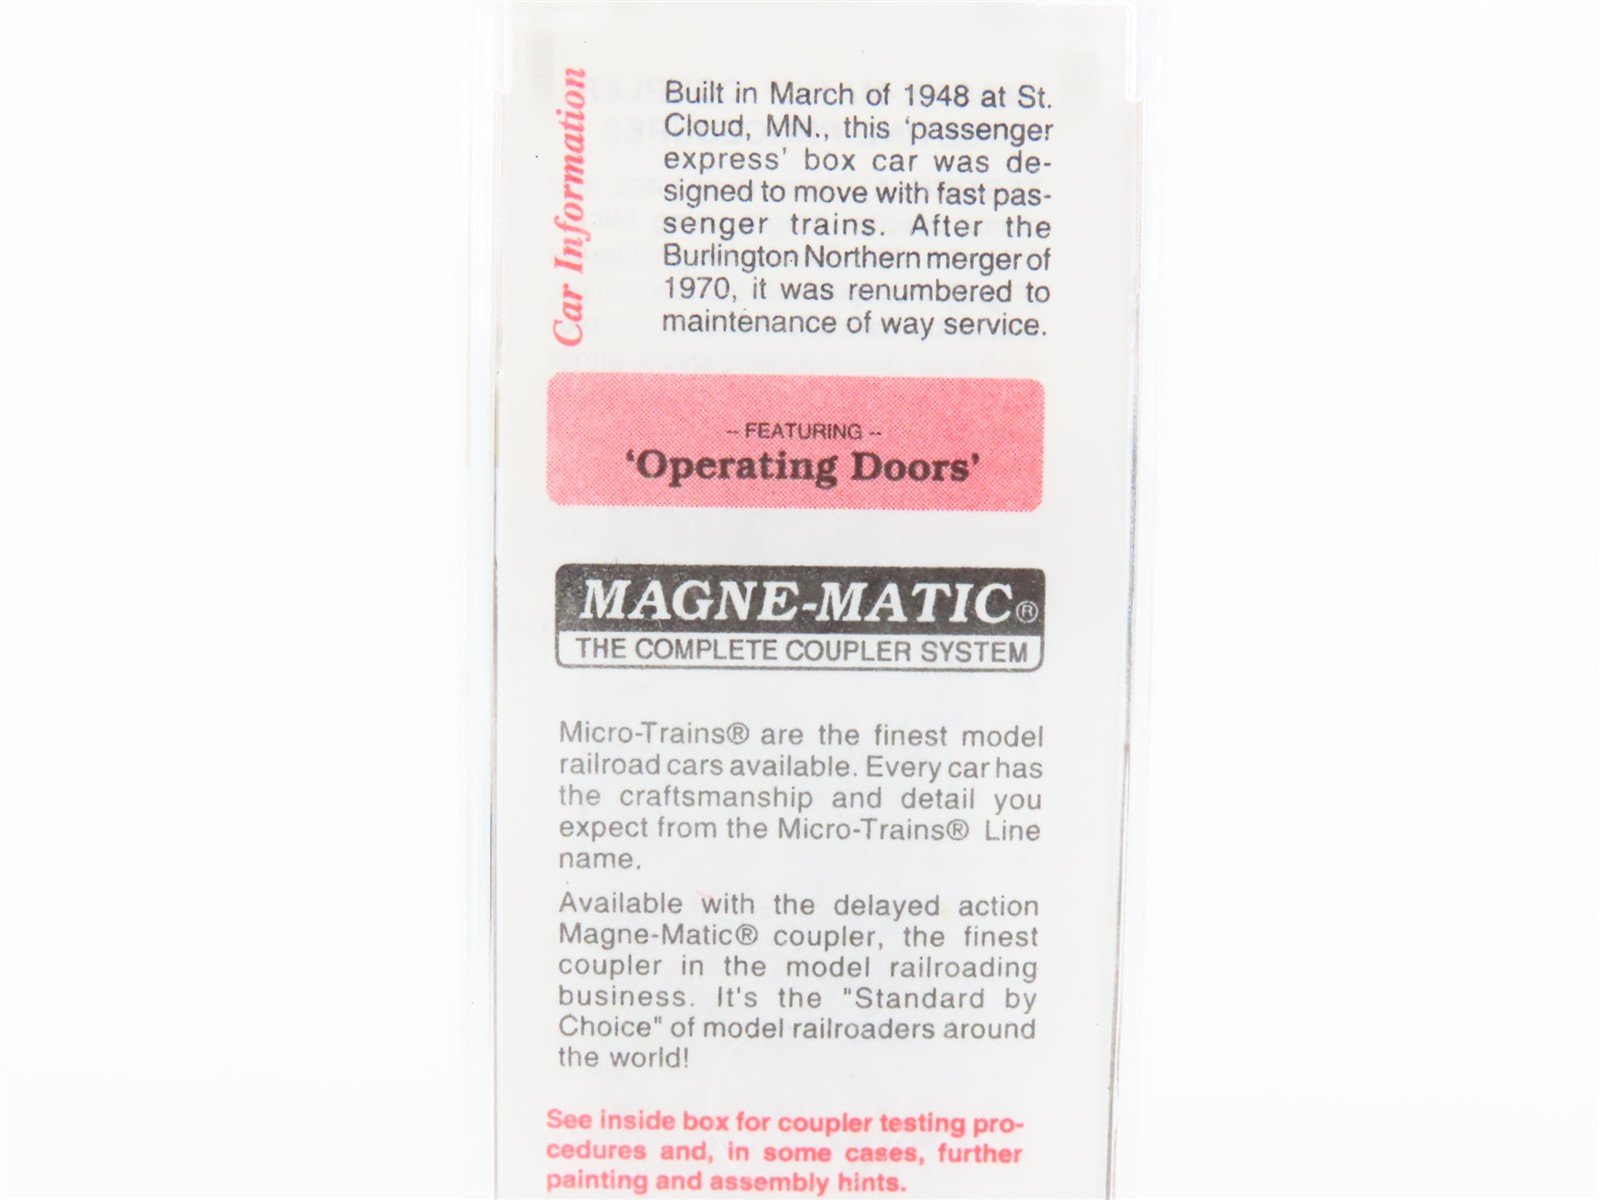 Car Information
Built in March of 1948 at St.
Cloud, MN., this 'passenger
express' box car was de-
signed to move with fast pas-
senger trains. After the
Burlington Northern merger of
1970, it was renumbered to
maintenance of way service.
-- FEATURING --
'Operating Doors'
MAGNE-MATIC®
THE COMPLETE COUPLER SYSTEM
Micro-Trains® are the finest model
railroad cars available. Every car has
the craftsmanship and detail you
expect from the Micro-Trains® Line
name.
Available with the delayed action
Magne-Matic® coupler, the finest
coupler in the model railroading
business. It's the "Standard by
Choice" of model railroaders around
the world!
See inside box for coupler testing pro-
cedures and, in some cases, further
painting and assembly hints.